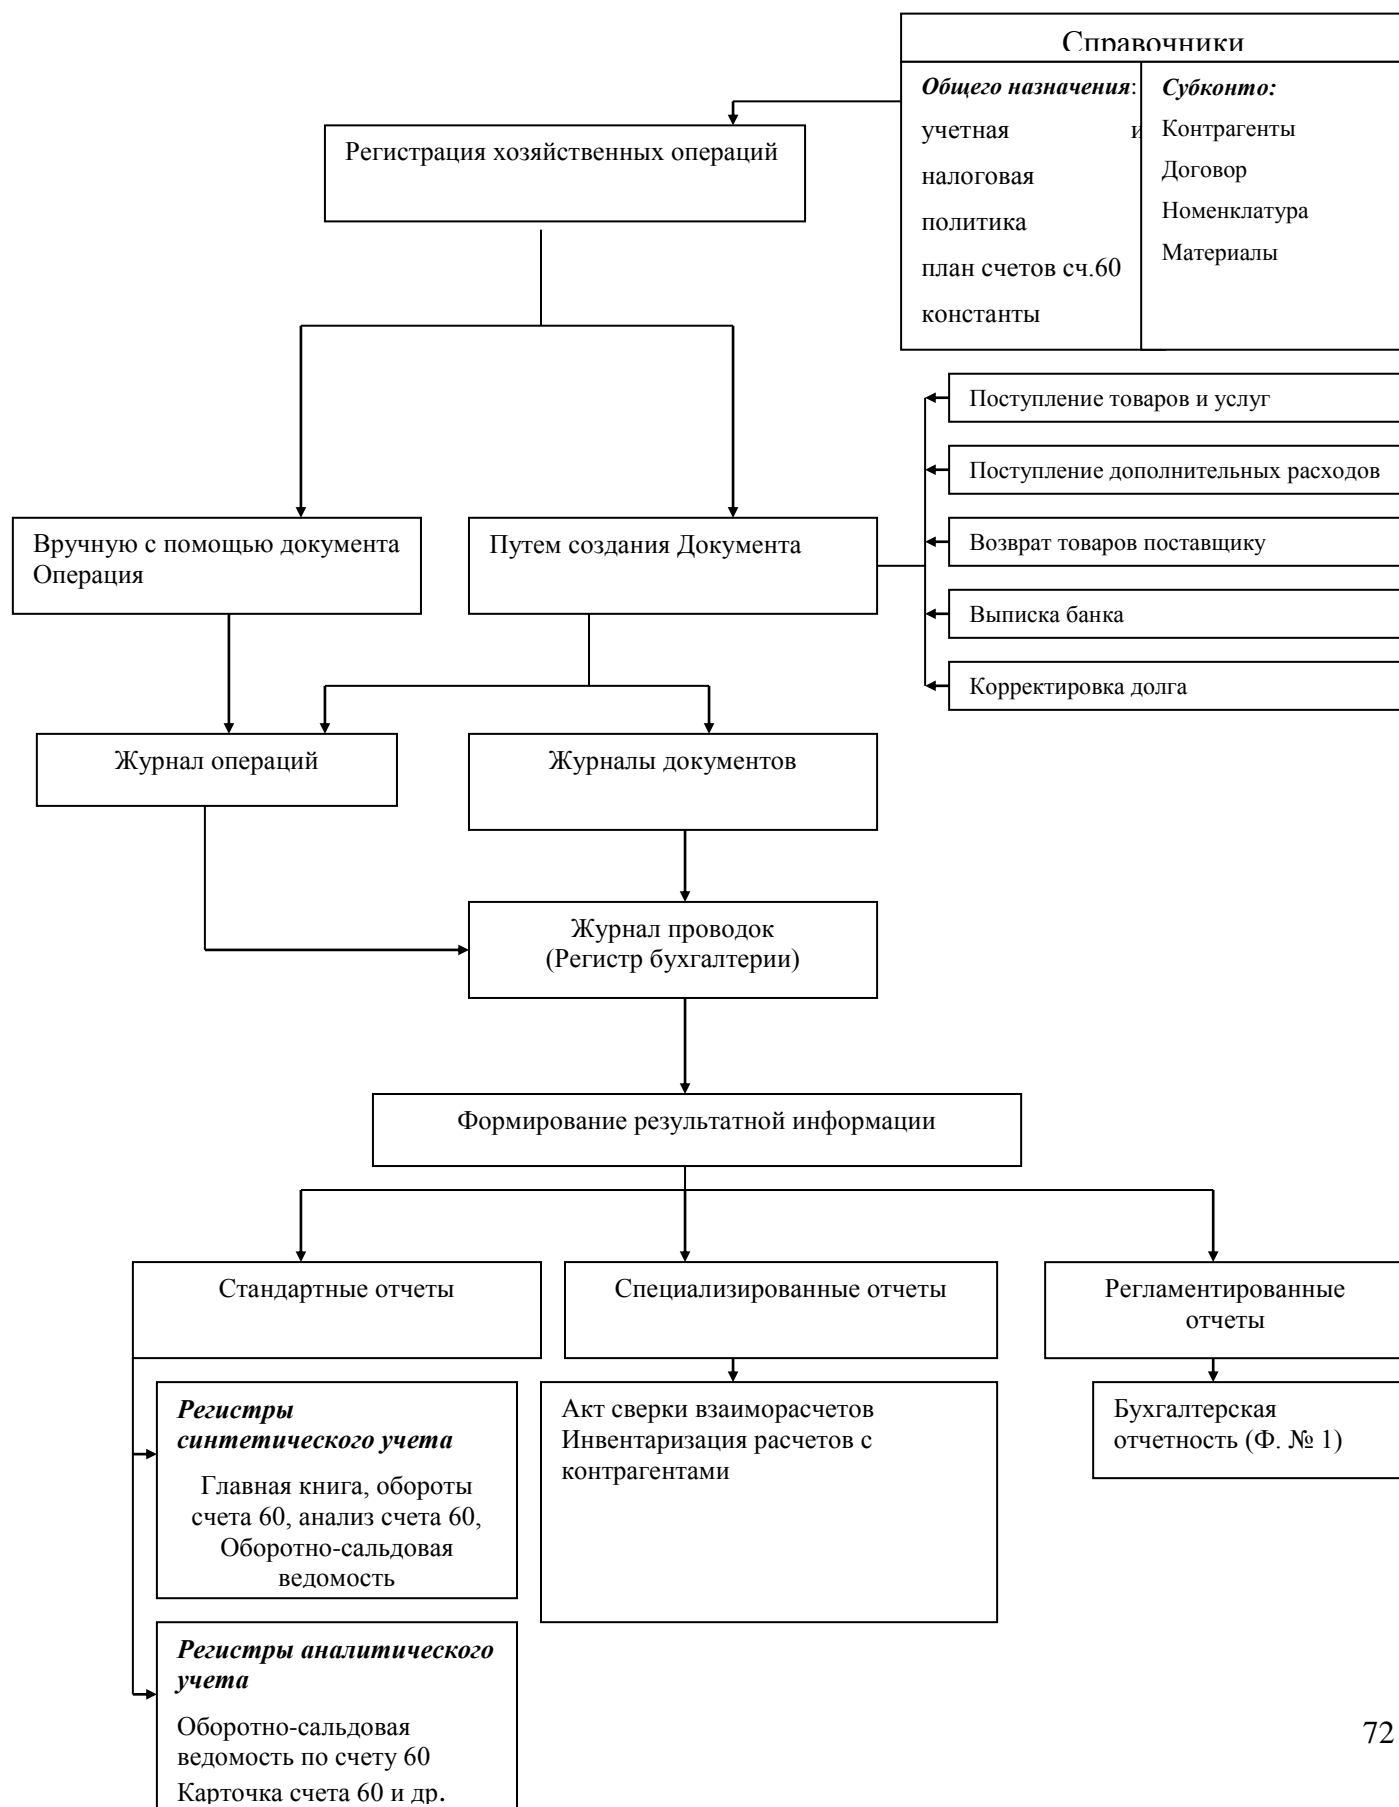 Справочники
Общего назначения:
учетная и
налоговая
политика
план счетов сч.60
константы
Субконто:
Контрагенты
Договор
Номенклатура
Материалы
Регистрация хозяйственных операций
Поступление товаров и услуг
Поступление дополнительных расходов
Возврат товаров поставщику
Выписка банка
Корректировка долга
Вручную с помощью документа
Операция
Путем создания Документа
Журнал операций
Журналы документов
Журнал проводок
(Регистр бухгалтерии)
Формирование результатной информации
Стандартные отчеты
Специализированные отчеты
Регламентированные
отчеты
Регистры
синтетического учета
Главная книга, обороты
счета 60, анализ счета 60,
Оборотно-сальдовая
ведомость
Акт сверки взаиморасчетов
Инвентаризация расчетов с
контрагентами
Бухгалтерская
отчетность (Ф. № 1)
Регистры аналитического
учета
Оборотно-сальдовая
ведомость по счету 60
Карточка счета 60 и др.
72